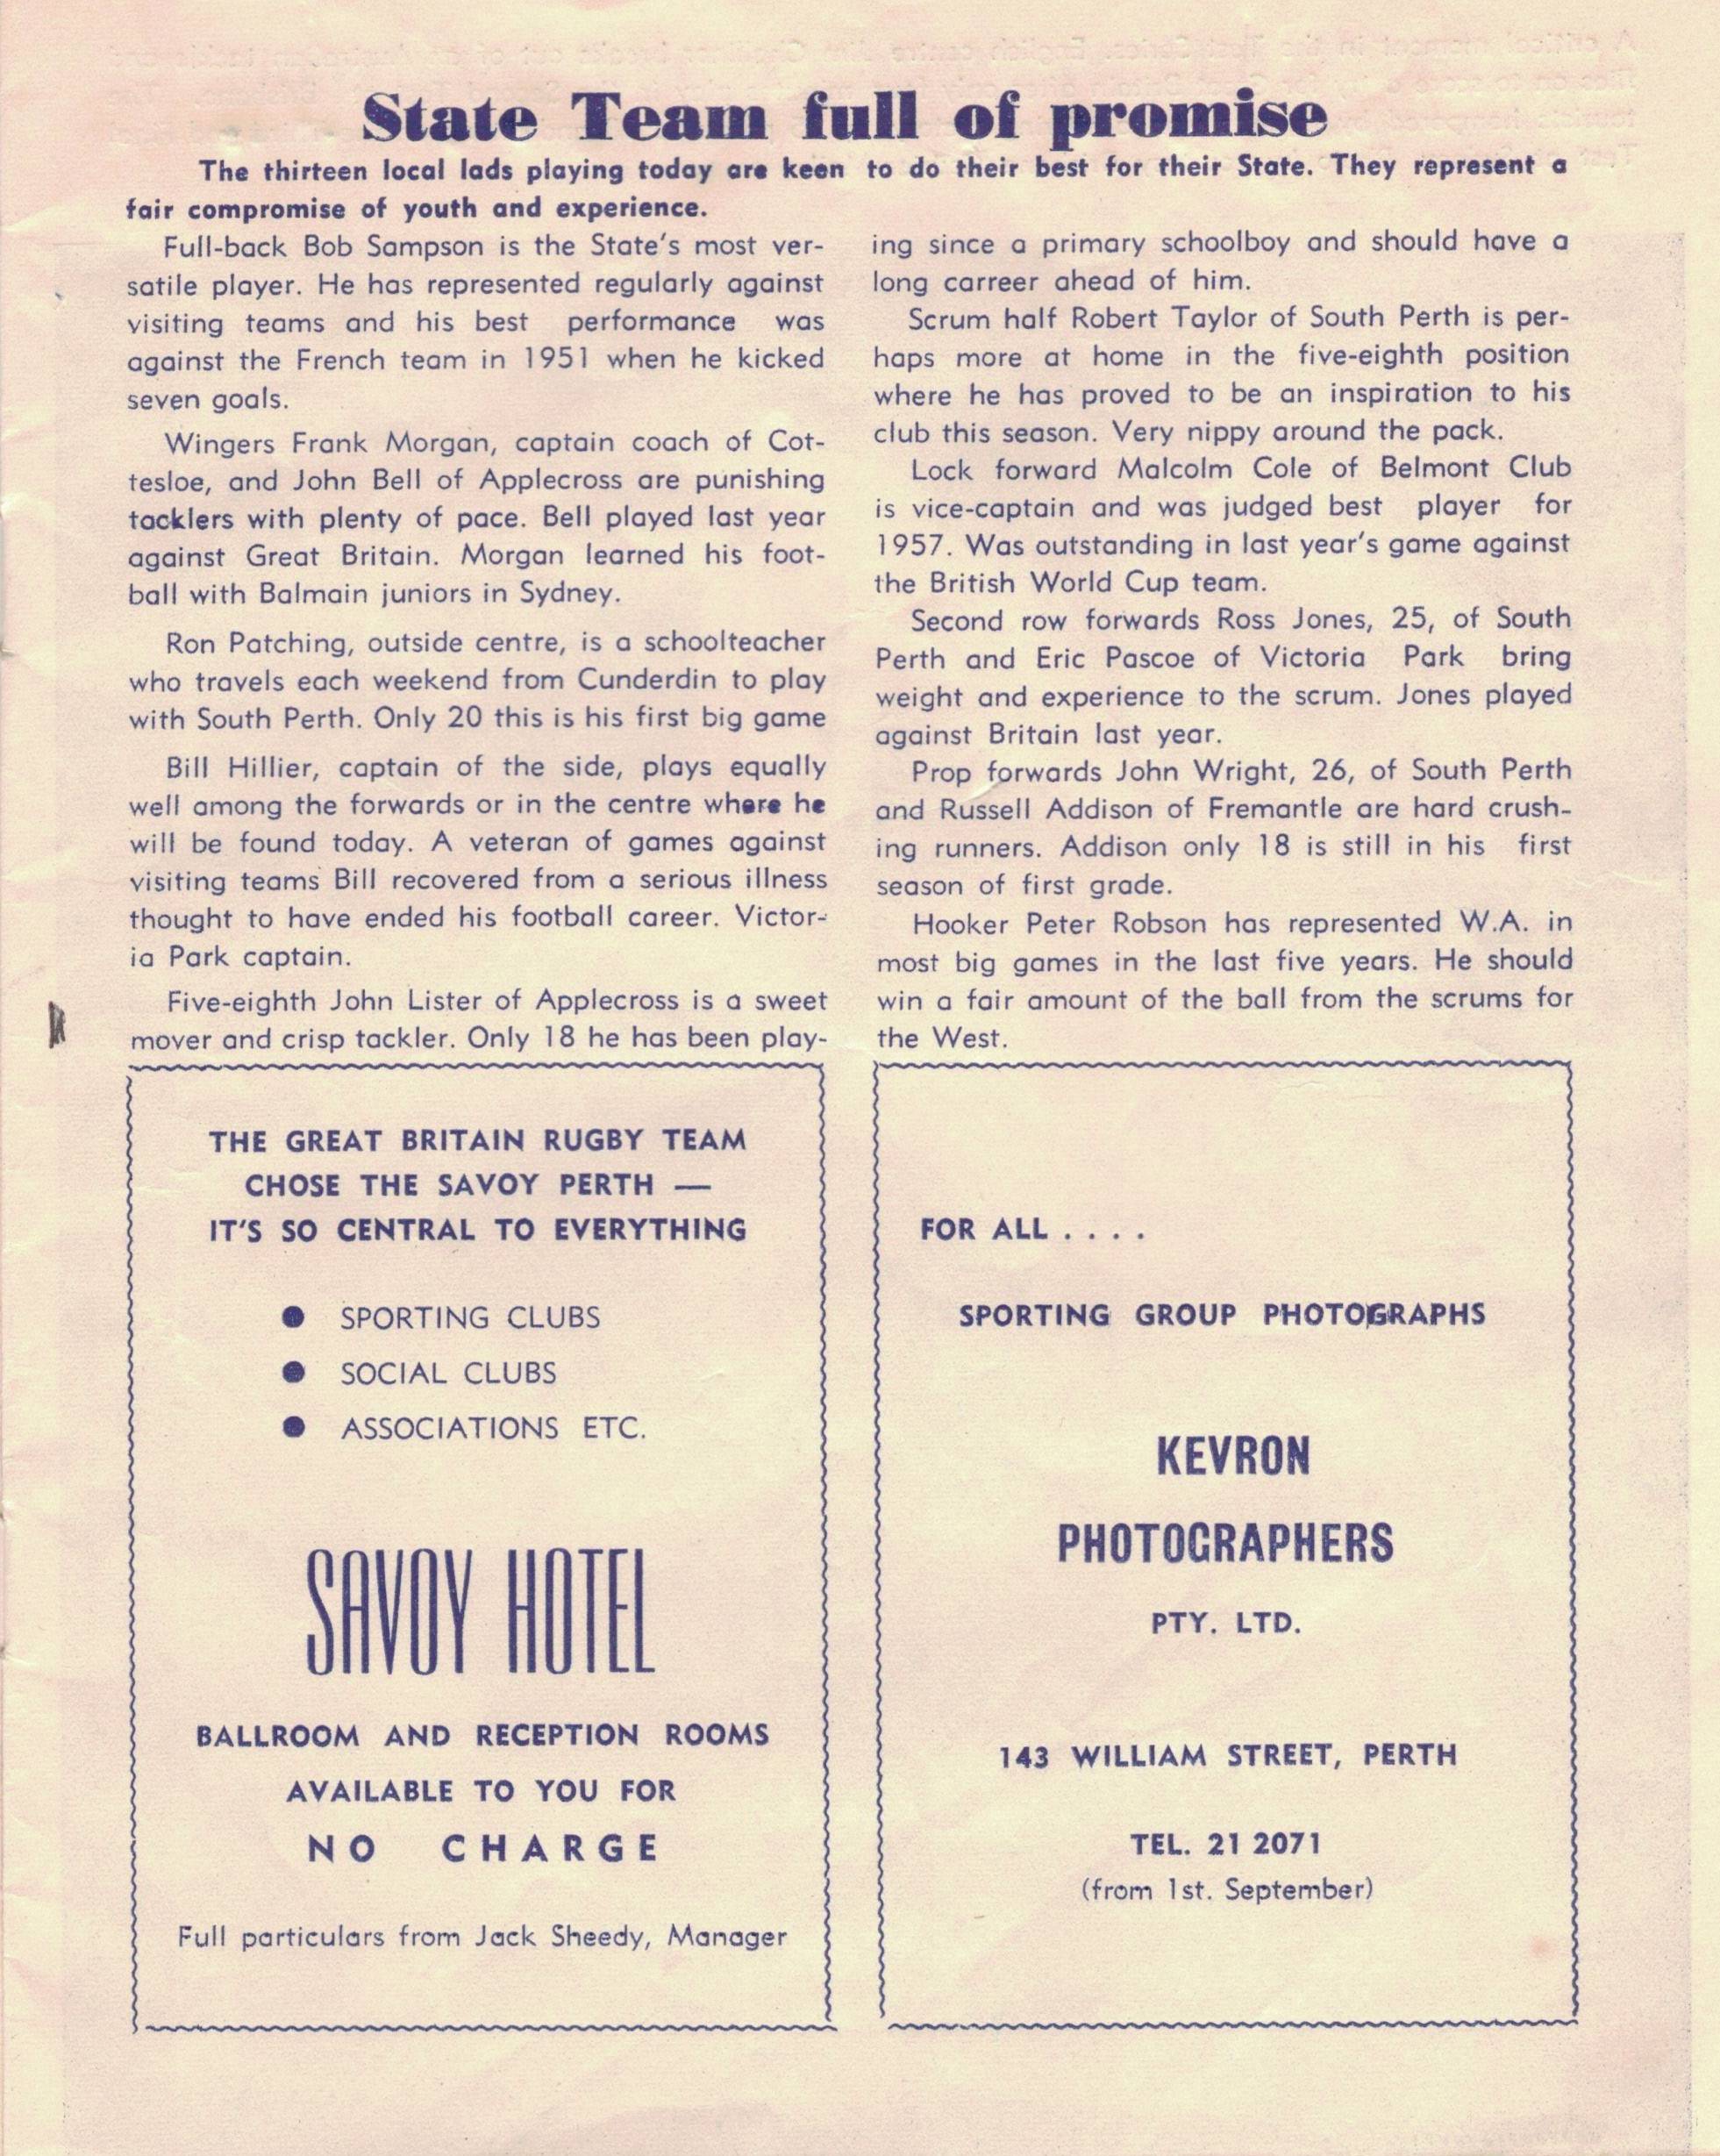 State Team full of promise
The thirteen local lads playing today are keen to do their best for their State. They represent a
fair compromise of youth and experience.
Full-back Bob Sampson is the State's most ver-
satile player. He has represented regularly against
visiting teams and his best performance was
against the French team in 1951 when he kicked
seven goals.
Wingers Frank Morgan, captain coach of Cot-
tesloe, and John Bell of Applecross are punishing
tacklers with plenty of pace. Bell played last year
against Great Britain. Morgan learned his foot-
ball with Balmain juniors in Sydney.
Ron Patching, outside centre, is a schoolteacher
who travels each weekend from Cunderdin to play
with South Perth. Only 20 this is his first big game
Bill Hillier, captain of the side, plays equally
well among the forwards or in the centre where he
will be found today. A veteran of games against
visiting teams Bill recovered from a serious illness
thought to have ended his football career. Victor-
ia Park captain.
Five-eighth John Lister of Applecross is a sweet
mover and crisp tackler. Only 18 he has been play-
ing since a primary schoolboy and should have a
long carreer ahead of him.
Scrum half Robert Taylor of South Perth is per-
haps more at home in the five-eighth position
where he has proved to be an inspiration to his
club this season. Very nippy around the pack.
Lock forward Malcolm Cole of Belmont Club
is vice-captain and was judged best player for
1957. Was outstanding in last year's game against
the British World Cup team.
Second row forwards Ross Jones, 25, of South
Perth and Eric Pascoe of Victoria Park bring
weight and experience to the scrum. Jones played
against Britain last year.
Prop forwards John Wright, 26, of South Perth
and Russell Addison of Fremantle are hard crush-
ing runners. Addison only 18 is still in his first
season of first grade.
Hooker Peter Robson has represented W.A. in
most big games in the last five years. He should
win a fair amount of the ball from the scrums for
the West.
THE GREAT BRITAIN RUGBY TEAM
CHOSE THE SAVOY PERTH —
IT'S SO CENTRAL TO EVERYTHING
● SPORTING CLUBS
● SOCIAL CLUBS
● ASSOCIATIONS ETC.
SAVOY HOTEL
BALLROOM AND RECEPTION ROOMS
AVAILABLE TO YOU FOR
NO CHARGE
Full particulars from Jack Sheedy, Manager
FOR ALL . . . .
SPORTING GROUP PHOTOGRAPHS
KEVRON
PHOTOGRAPHERS
PTY. LTD.
143 WILLIAM STREET, PERTH
TEL. 21 2071
(from 1st. September)